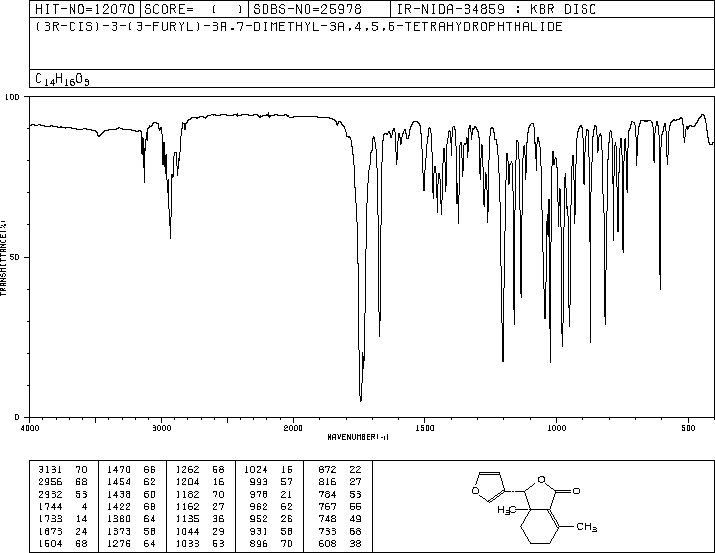 HIT-NO=12070 SCORE= ( ) SDBS-NO=25978 IR-NIDA-34859 : KBR DISC
(3R-CIS)-3-(3-FURYL)-3A,7-DIMETHYL-3A,4,5,6-TETRAHYDROPHTHALIDE
C14H16O3
100
50
0
TRANSMITTANCE(%)
4000 3000 2000 1500 1000 500
WAVENUMBER(-1)
3131 70 1470 66 1262 58 1024 16 872 22
2956 68 1454 62 1204 16 993 57 816 27
2932 53 1438 60 1182 70 978 21 784 53
1744 4 1422 68 1162 27 962 62 767 55
1733 14 1380 64 1135 36 952 26 748 49
1673 24 1373 58 1044 29 931 58 733 68
1504 68 1276 64 1033 53 896 70 608 38
O
O
O
H3C
CH3